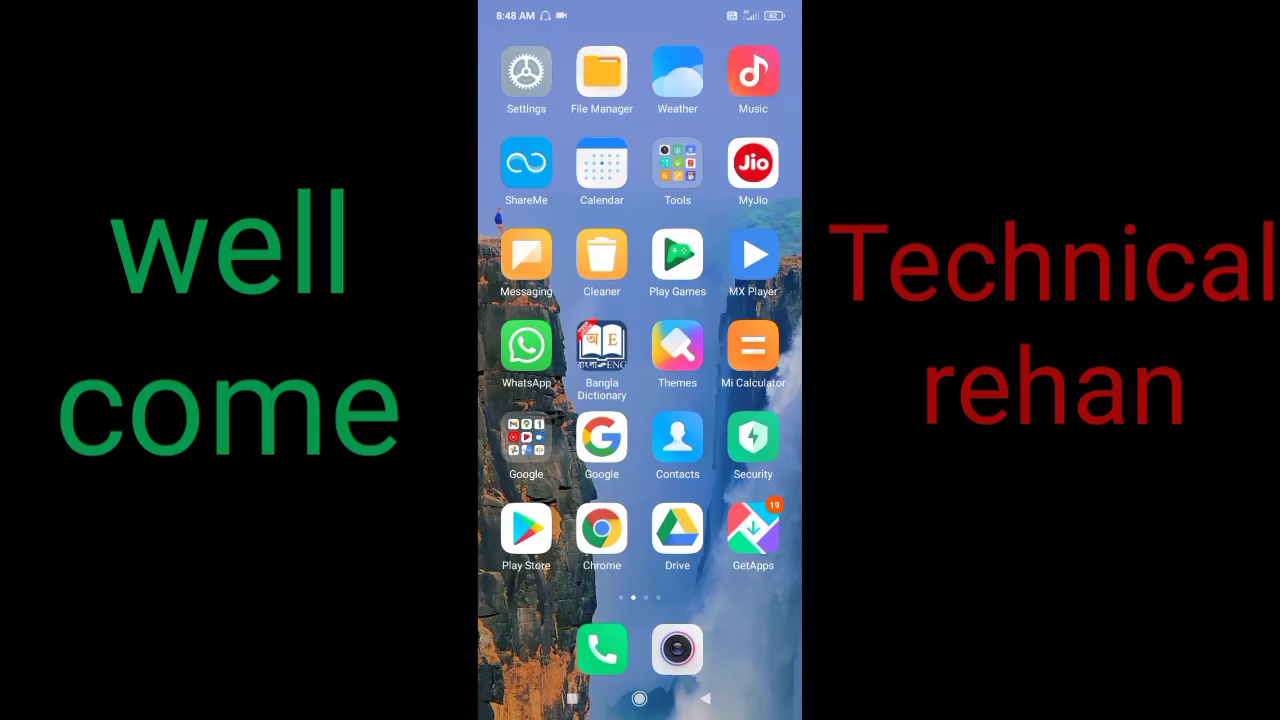 well
come
8:48 AM
62
Settings
File Manager
Weather
Music
ShareMe
Calendar
Tools
Jio
MyJio
Messaging
Cleaner
Play Games
MX Player
অ E
বাংলা ENG
WhatsApp
Bangla
Dictionary
Themes
Mi Calculator
Google
Google
Contacts
Security
19
Play Store
Chrome
Drive
GetApps
Technical
rehan